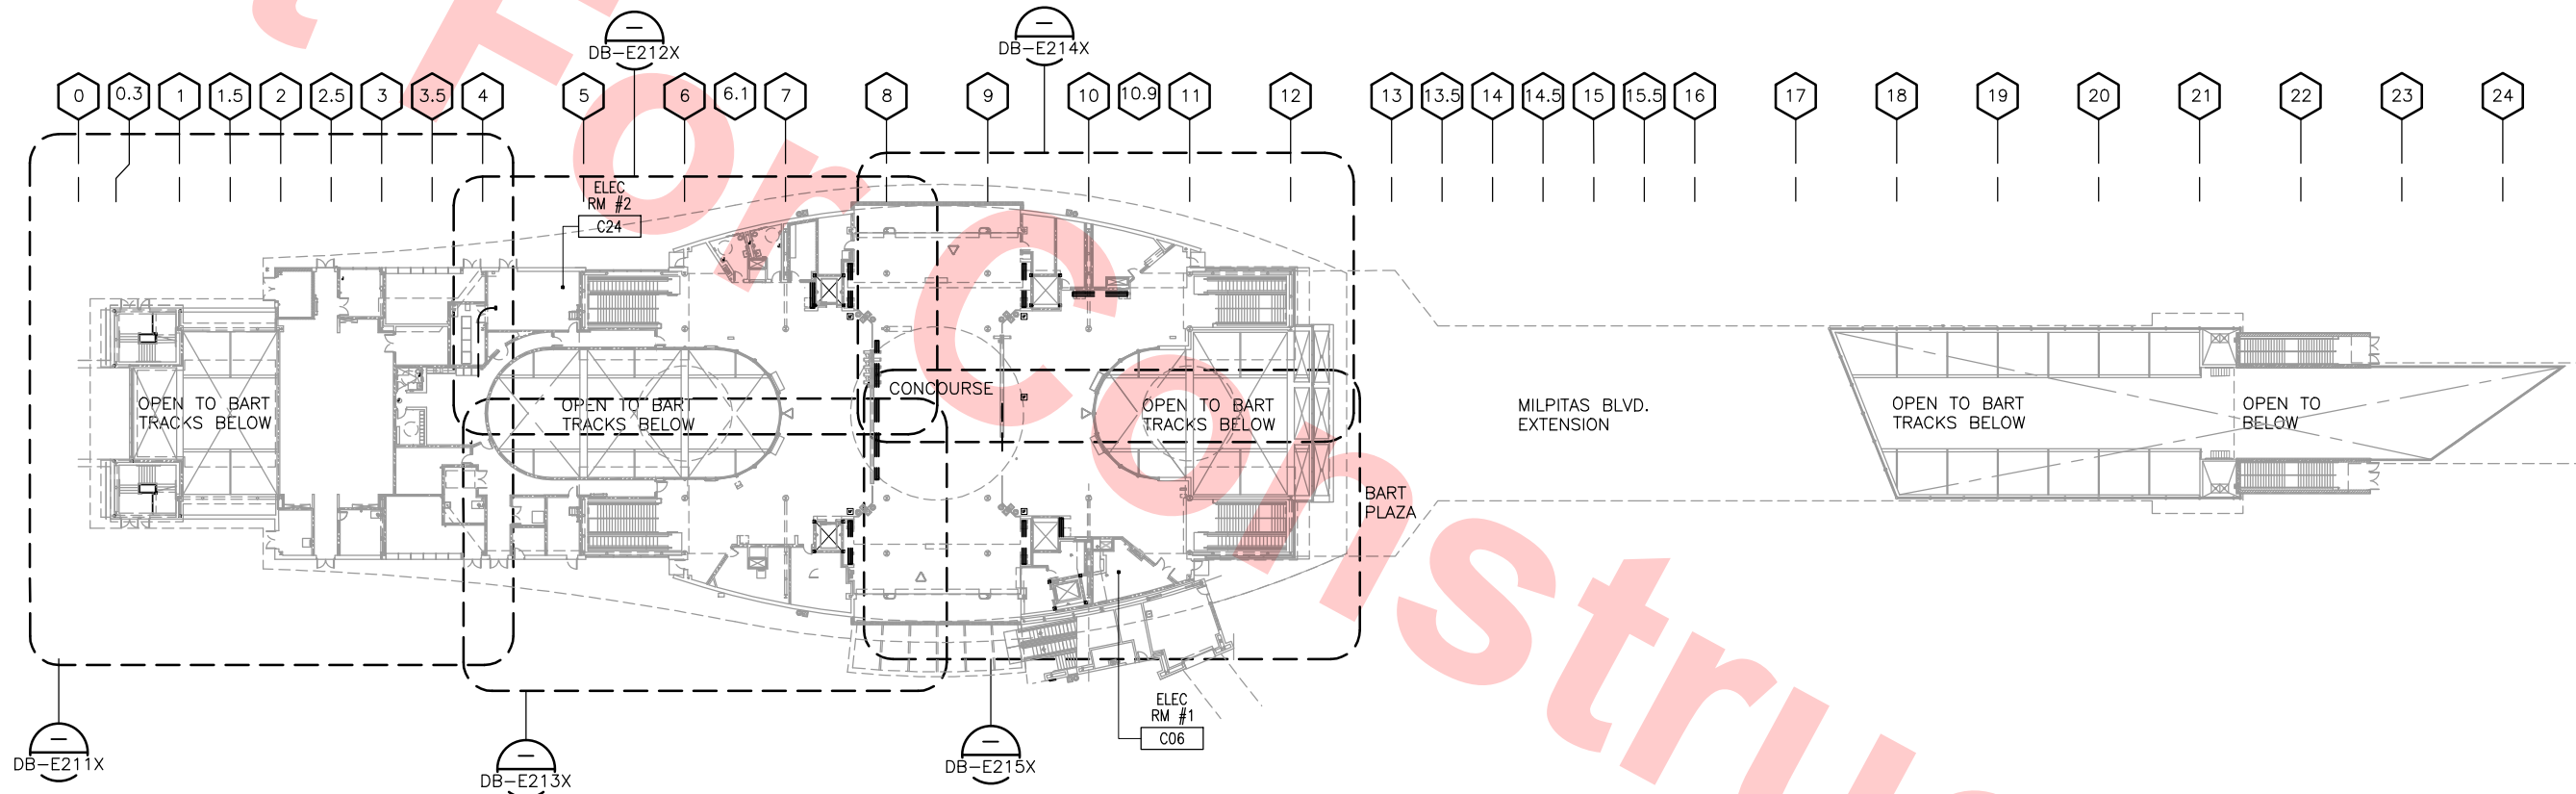 DB-E212X
DB-E214X
0
0.3
1
1.5
2
2.5
3
3.5
4
5
6
6.1
7
8
9
10
10.9
11
12
13
13.5
14
14.5
15
15.5
16
17
18
19
20
21
22
23
24
ELEC
RM #2
C24
CONCOURSE
OPEN TO BART
TRACKS BELOW
OPEN TO BART
TRACKS BELOW
OPEN TO BART
TRACKS BELOW
MILPITAS BLVD.
EXTENSION
OPEN TO BART
TRACKS BELOW
OPEN TO
BELOW
BART
PLAZA
ELEC
RM #1
C06
DB-E211X
DB-E213X
DB-E215X
For Constru